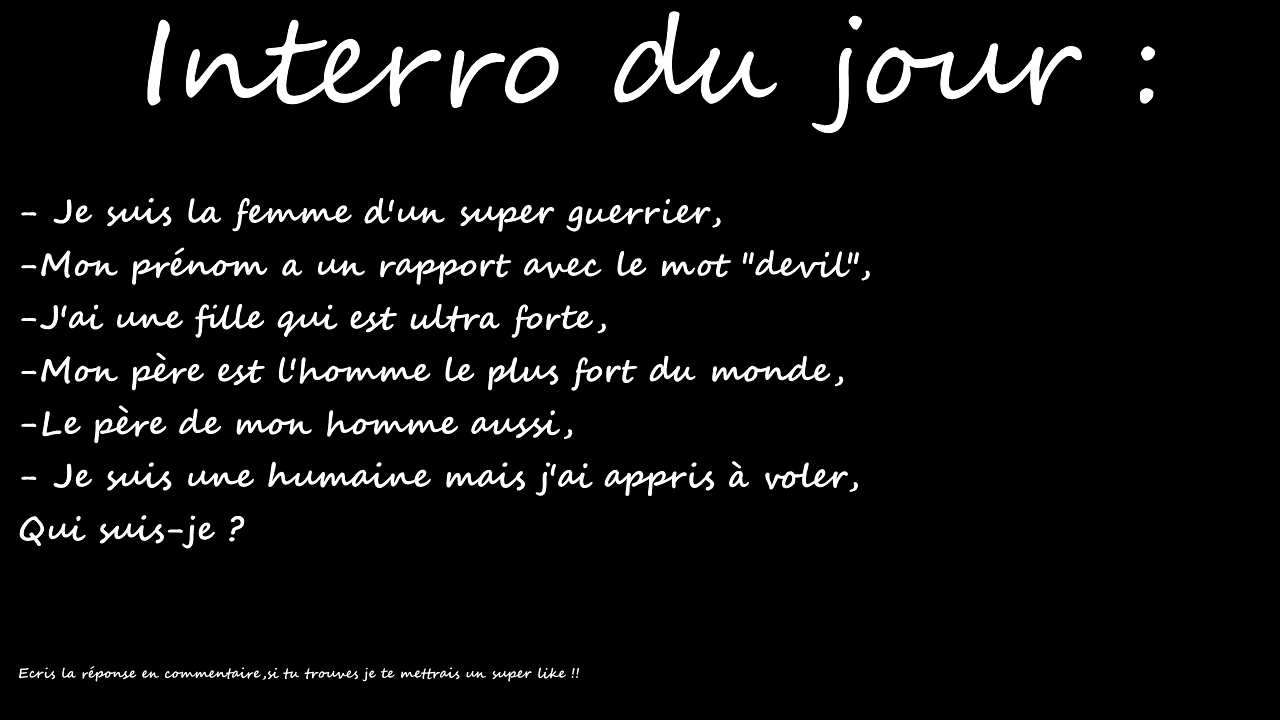 Interro du jour :
- Je suis la femme d'un super guerrier,
-Mon prénom a un rapport avec le mot "devil",
-J'ai une fille qui est ultra forte,
-Mon père est l'homme le plus fort du monde,
-Le père de mon homme aussi,
- Je suis une humaine mais j'ai appris à voler,
Qui suis-je ?
Ecris la réponse en commentaire,si tu trouves je te mettrais un super like !!